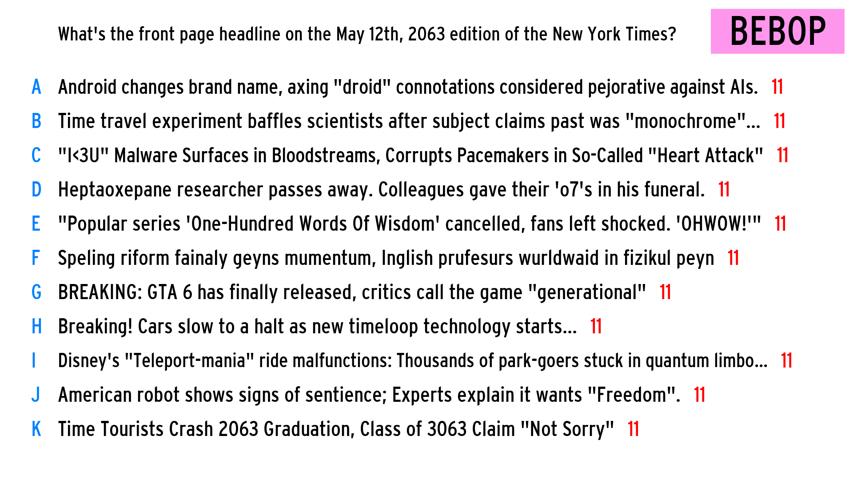 What's the front page headline on the May 12th, 2063 edition of the New York Times?
BEBOP
A Android changes brand name, axing "droid" connotations considered pejorative against AIs. 11
B Time travel experiment baffles scientists after subject claims past was "monochrome"... 11
C "I<3U" Malware Surfaces in Bloodstreams, Corrupts Pacemakers in So-Called "Heart Attack" 11
D Heptaoxepane researcher passes away. Colleagues gave their 'o7's in his funeral. 11
E "Popular series 'One-Hundred Words Of Wisdom' cancelled, fans left shocked. 'OHWOW!'" 11
F Speling riform fainaly geyns mumentum, Inglish prufesurs wurldwaid in fizikul peyn 11
G BREAKING: GTA 6 has finally released, critics call the game "generational" 11
H Breaking! Cars slow to a halt as new timeloop technology starts... 11
I Disney's "Teleport-mania" ride malfunctions: Thousands of park-goers stuck in quantum limbo... 11
J American robot shows signs of sentience; Experts explain it wants "Freedom". 11
K Time Tourists Crash 2063 Graduation, Class of 3063 Claim "Not Sorry" 11